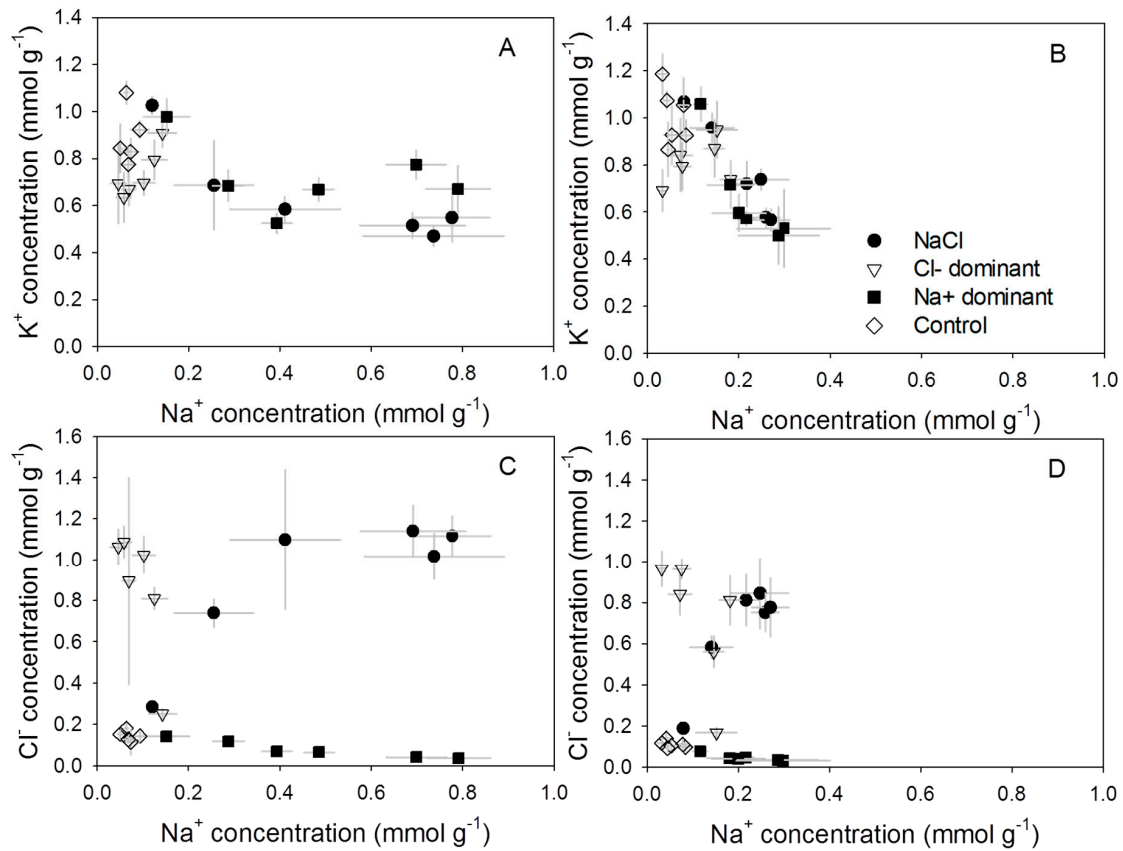 A
K⁺ concentration (mmol g⁻¹)
1.4
1.2
1.0
0.8
0.6
0.4
0.2
0.0
0.0 0.2 0.4 0.6 0.8 1.0
Na⁺ concentration (mmol g⁻¹)
B
K⁺ concentration (mmol g⁻¹)
1.4
1.2
1.0
0.8
0.6
0.4
0.2
0.0
NaCl
Cl- dominant
Na+ dominant
Control
0.0 0.2 0.4 0.6 0.8 1.0
Na⁺ concentration (mmol g⁻¹)
C
Cl⁻ concentration (mmol g⁻¹)
1.6
1.4
1.2
1.0
0.8
0.6
0.4
0.2
0.0
0.0 0.2 0.4 0.6 0.8 1.0
Na⁺ concentration (mmol g⁻¹)
D
Cl⁻ concentration (mmol g⁻¹)
1.6
1.4
1.2
1.0
0.8
0.6
0.4
0.2
0.0
0.0 0.2 0.4 0.6 0.8 1.0
Na⁺ concentration (mmol g⁻¹)